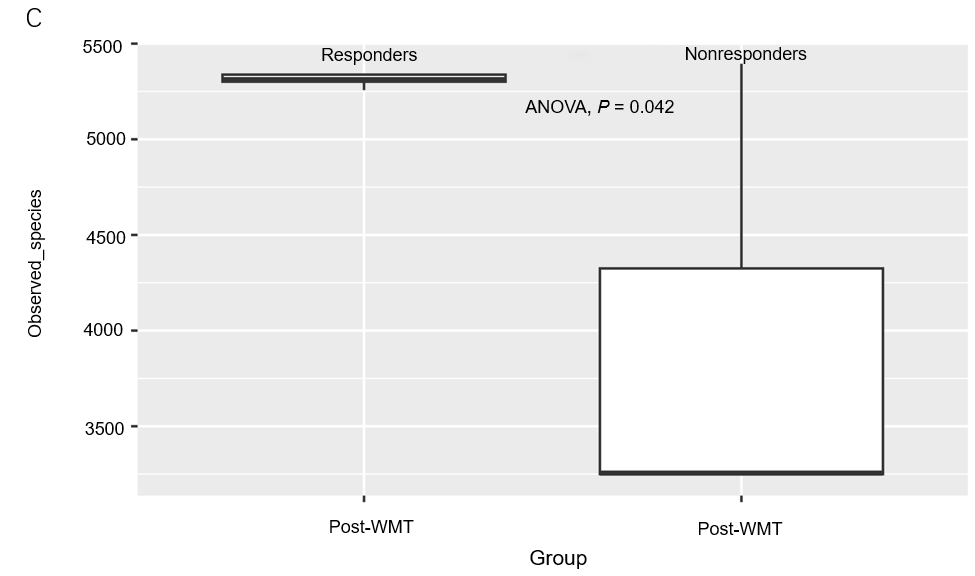 C
5500
5000
4500
4000
3500
Observed_species
Responders
Nonresponders
ANOVA, P = 0.042
Post-WMT
Post-WMT
Group